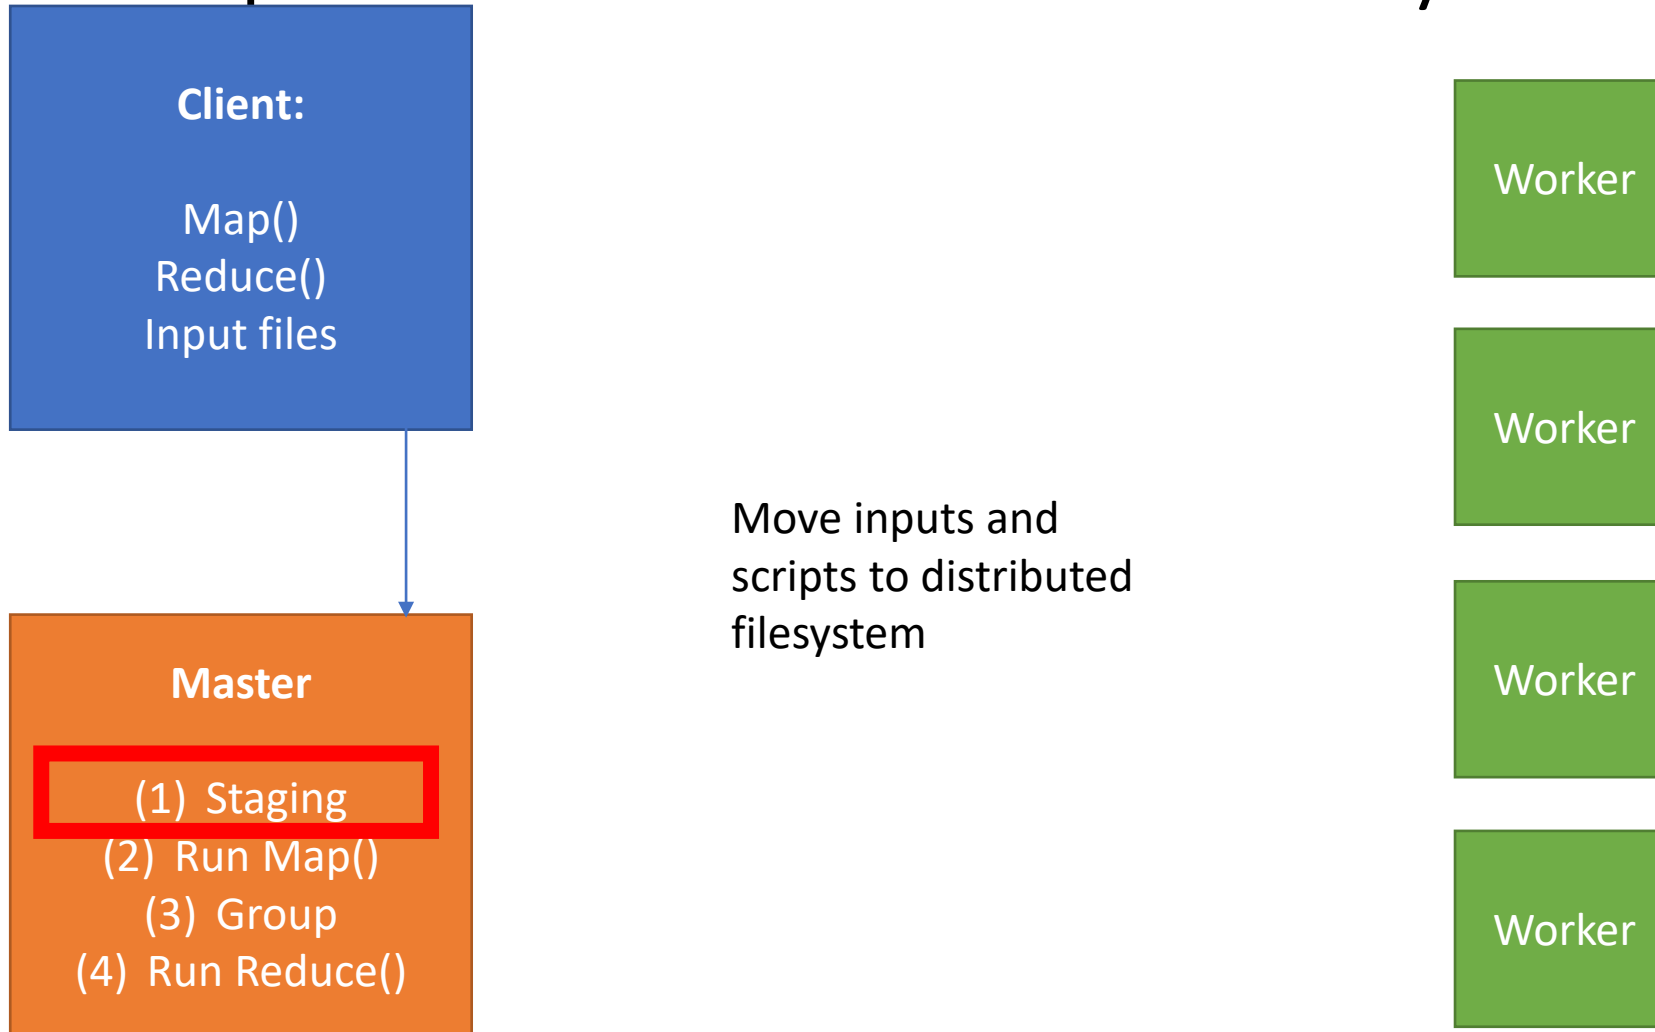 Client:
Map()
Reduce()
Input files
Master
(1) Staging
(2) Run Map()
(3) Group
(4) Run Reduce()
Move inputs and
scripts to distributed
filesystem
Worker
Worker
Worker
Worker